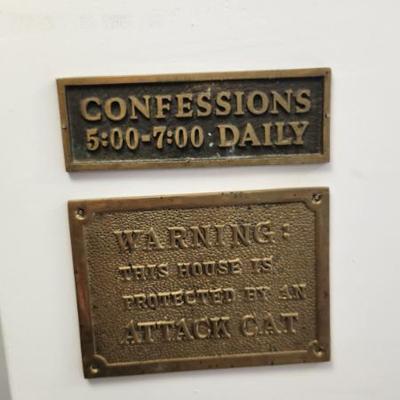 CONFESSIONS
5:00-7:00 DAILY
WARNING:
THIS HOUSE IS
PROTECTED BY AN
ATTACK CAT